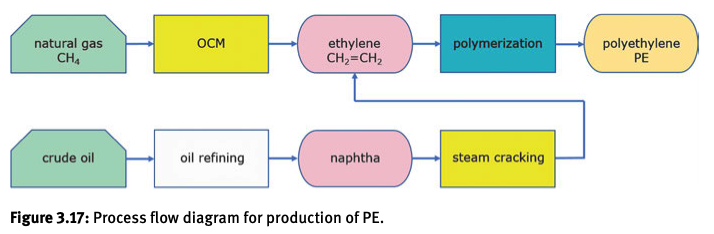 natural gas
CH₄
OCM
ethylene
CH₂=CH₂
polymerization
polyethylene
PE
crude oil
oil refining
naphtha
steam cracking
Figure 3.17: Process flow diagram for production of PE.